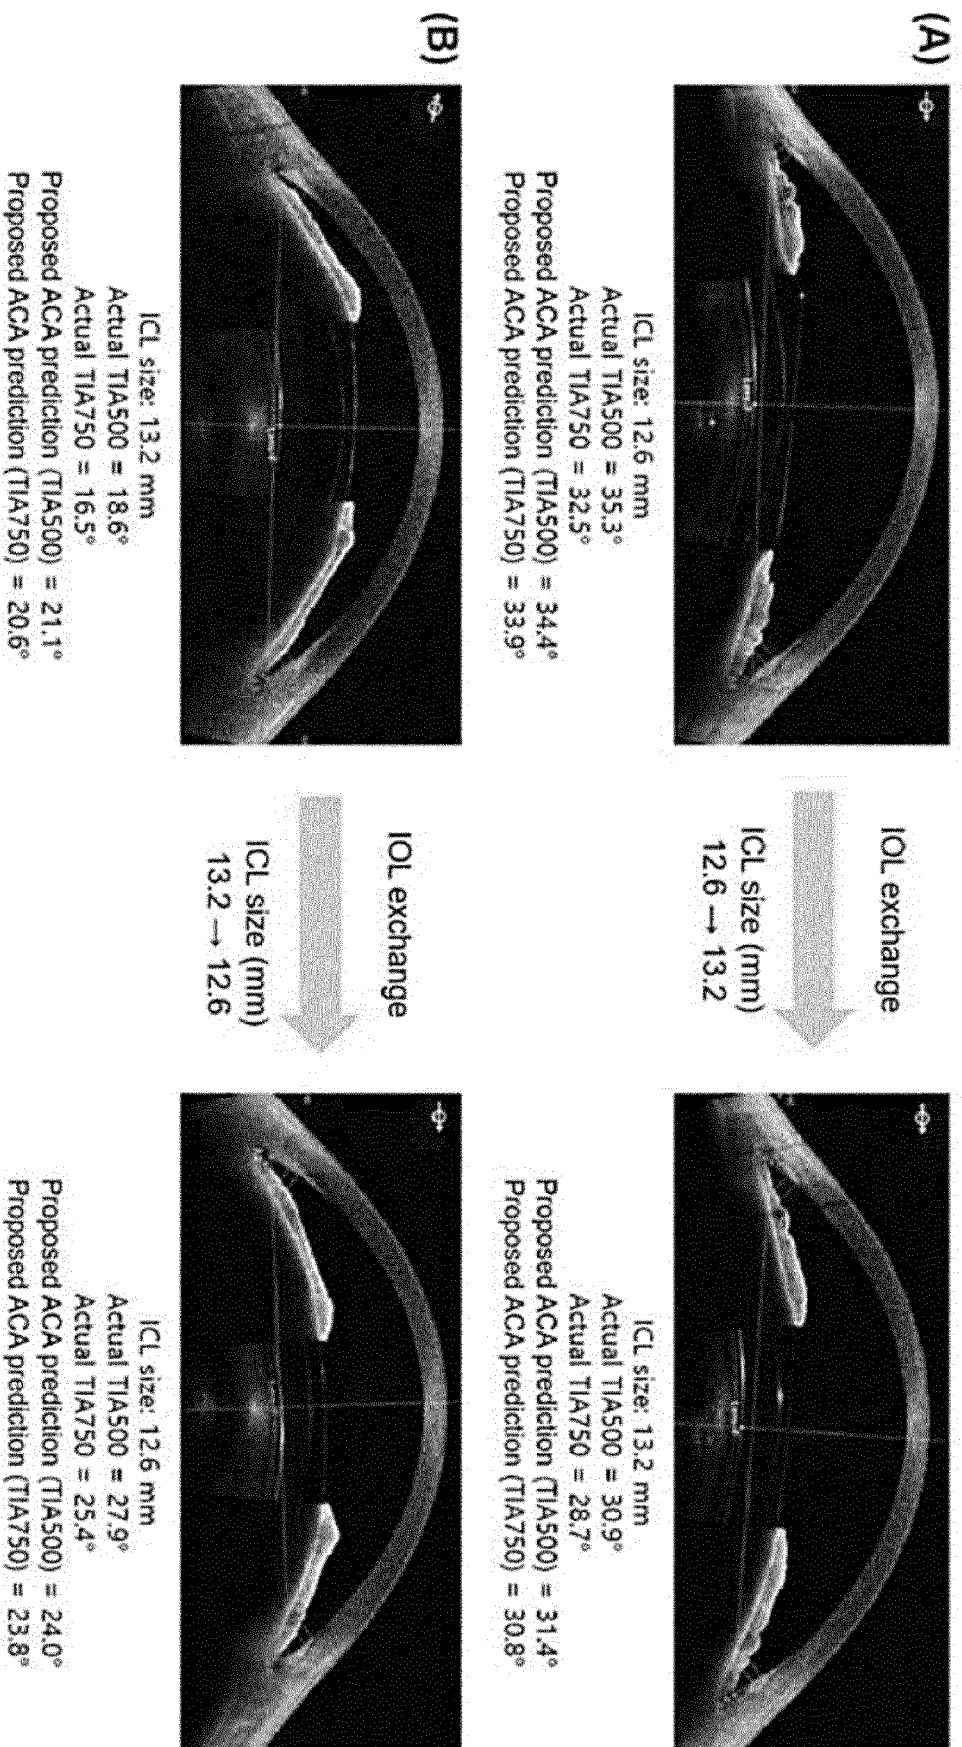 (A)
IOL exchange
ICL size (mm)
12.6 → 13.2
ICL size: 12.6 mm
Actual TIA500 = 35.3°
Actual TIA750 = 32.5°
Proposed ACA prediction (TIA500) = 34.4°
Proposed ACA prediction (TIA750) = 33.9°
ICL size: 13.2 mm
Actual TIA500 = 30.9°
Actual TIA750 = 28.7°
Proposed ACA prediction (TIA500) = 31.4°
Proposed ACA prediction (TIA750) = 30.8°
(B)
IOL exchange
ICL size (mm)
13.2 → 12.6
ICL size: 13.2 mm
Actual TIA500 = 18.6°
Actual TIA750 = 16.5°
Proposed ACA prediction (TIA500) = 21.1°
Proposed ACA prediction (TIA750) = 20.6°
ICL size: 12.6 mm
Actual TIA500 = 27.9°
Actual TIA750 = 25.4°
Proposed ACA prediction (TIA500) = 24.0°
Proposed ACA prediction (TIA750) = 23.8°